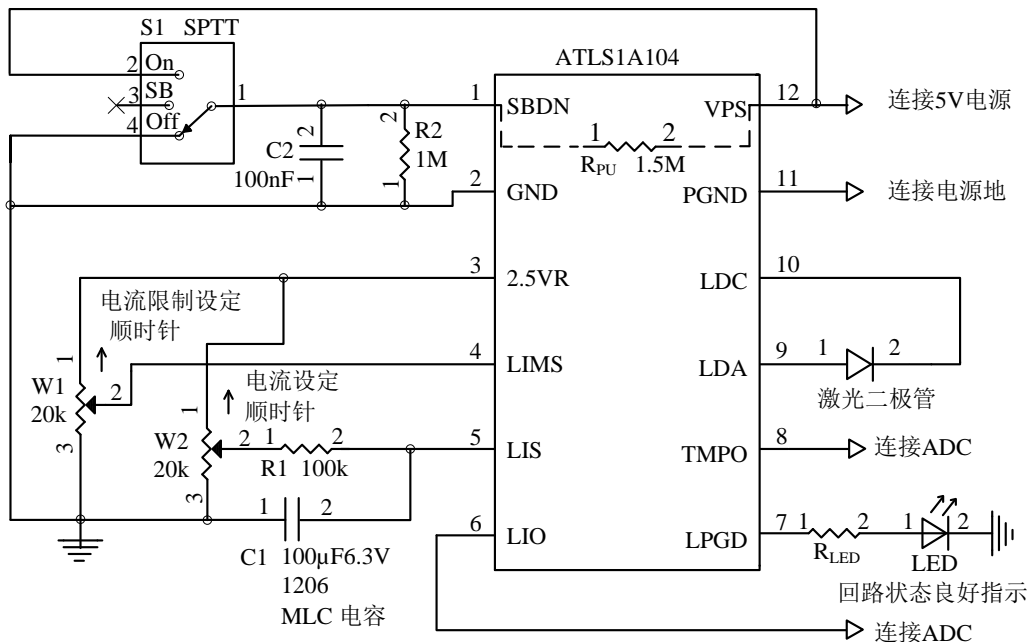 S1 SPTT
2 On
3 SB
4 Off
1
C2
100nF
2
1
R2
1M
2
1
ATLS1A104
1 SBDN
2 GND
3 2.5VR
4 LIMS
5 LIS
6 LIO
VPS 12
PGND 11
LDC 10
LDA 9
TMPO 8
LPGD 7
1 2
RPU 1.5M
连接5V电源
连接电源地
1 2
激光二极管
连接ADC
1 2
RLED
1 2
LED
回路状态良好指示
连接ADC
电流限制设定
顺时针
1
W1
20k
2
3
电流设定
顺时针
1
W2
20k
2
3
1 2
R1 100k
1 2
C1 100μF6.3V
1206
MLC 电容